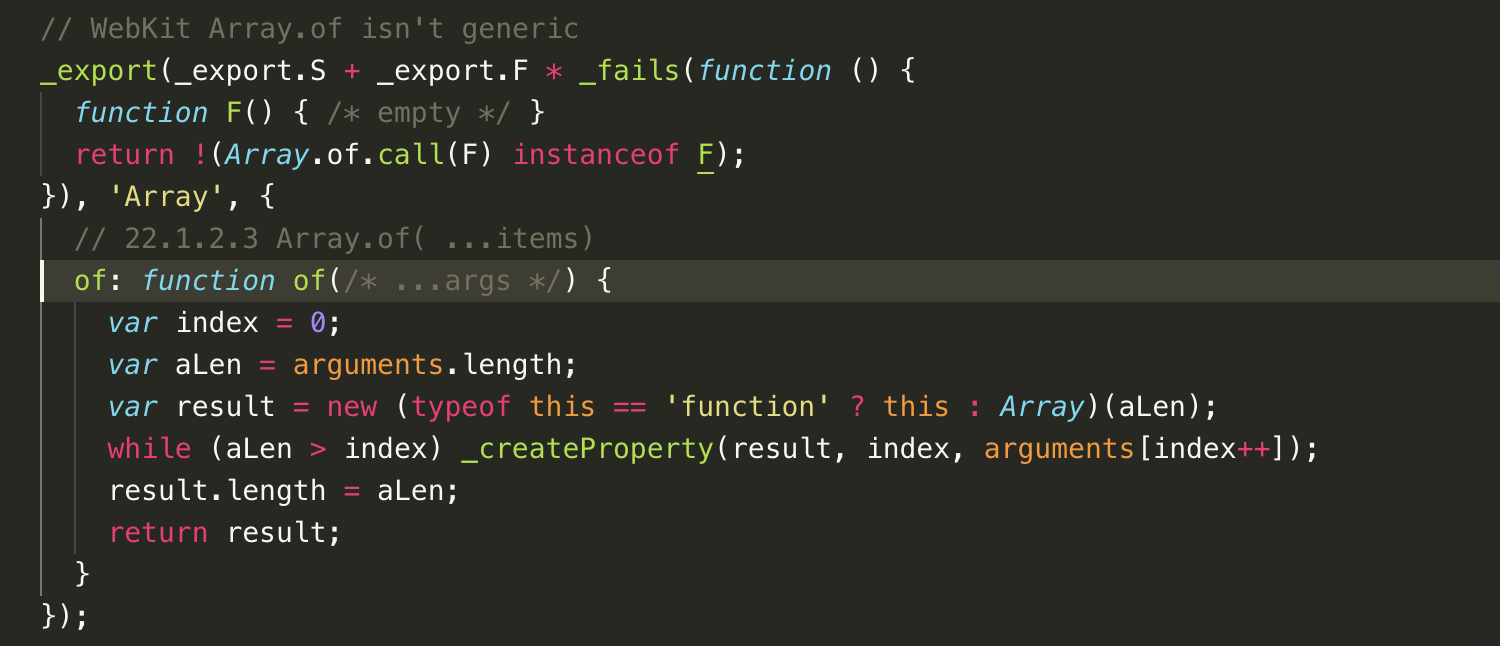 // WebKit Array.of isn't generic
_export(_export.S + _export.F * _fails(function () {
  function F() { /* empty */ }
  return !(Array.of.call(F) instanceof F);
}), 'Array', {
  // 22.1.2.3 Array.of( ...items)
  of: function of(/* ...args */) {
    var index = 0;
    var aLen = arguments.length;
    var result = new (typeof this == 'function' ? this : Array)(aLen);
    while (aLen > index) _createProperty(result, index, arguments[index++]);
    result.length = aLen;
    return result;
  }
});